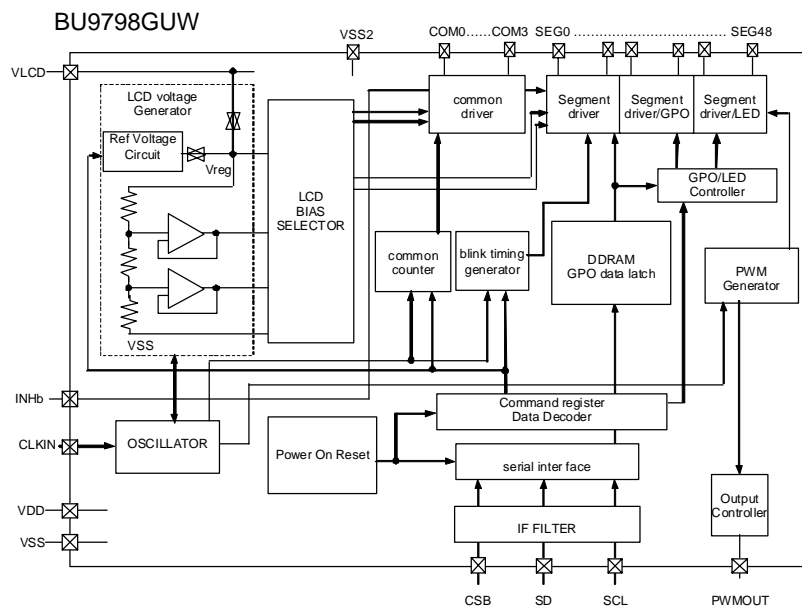 BU9798GUW
VSS2
COM0......COM3
SEG0 ........................ SEG48
VLCD
LCD voltage
Generator
Ref Voltage
Circuit
Vreg
VSS
LCD
BIAS
SELECTOR
common
driver
Segment
driver
Segment
driver/GPO
Segment
driver/LED
GPO/LED
Controller
common
counter
blink timing
generator
DDRAM
GPO data latch
PWM
Generator
INHb
Command register
Data Decoder
CLKIN
OSCILLATOR
Power On Reset
serial inter face
VDD
VSS
IF FILTER
Output
Controller
CSB
SD
SCL
PWMOUT